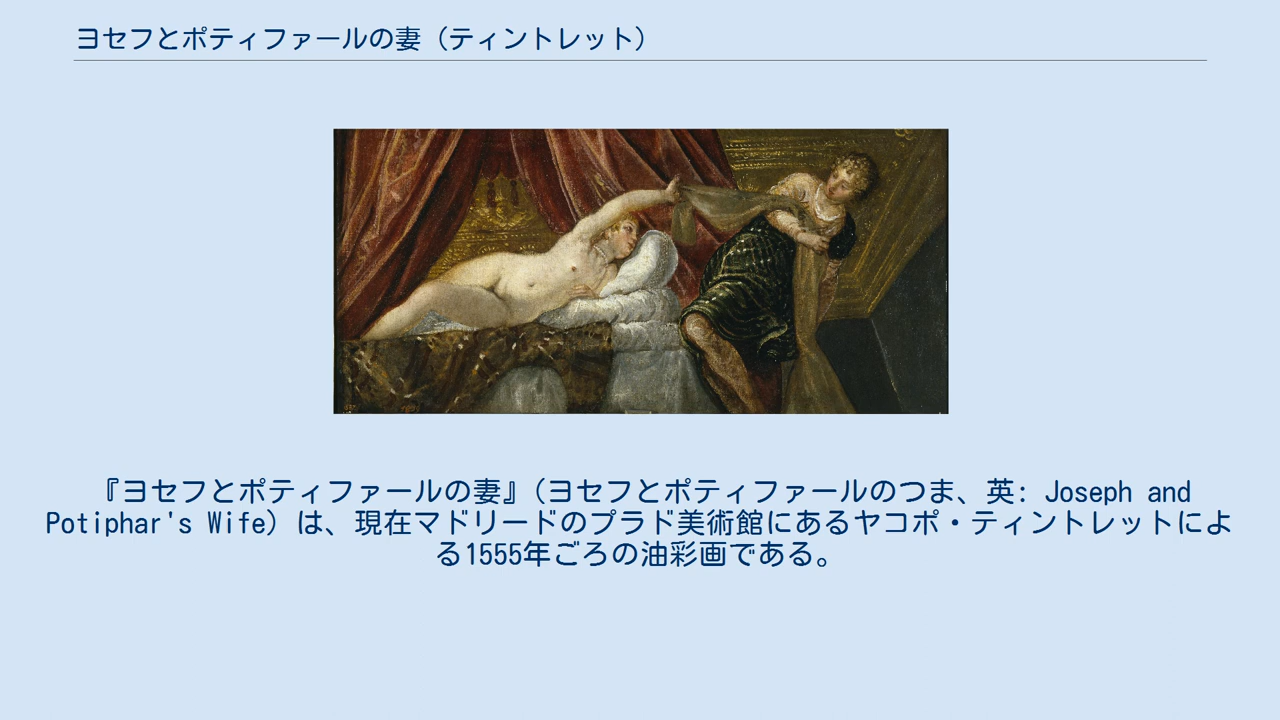 ヨセフとポティファールの妻（ティントレット）
『ヨセフとポティファールの妻』（ヨセフとポティファールのつま、英: Joseph and
Potiphar's Wife）は、現在マドリードのプラド美術館にあるヤコポ・ティントレットによ
る1555年ごろの油彩画である。